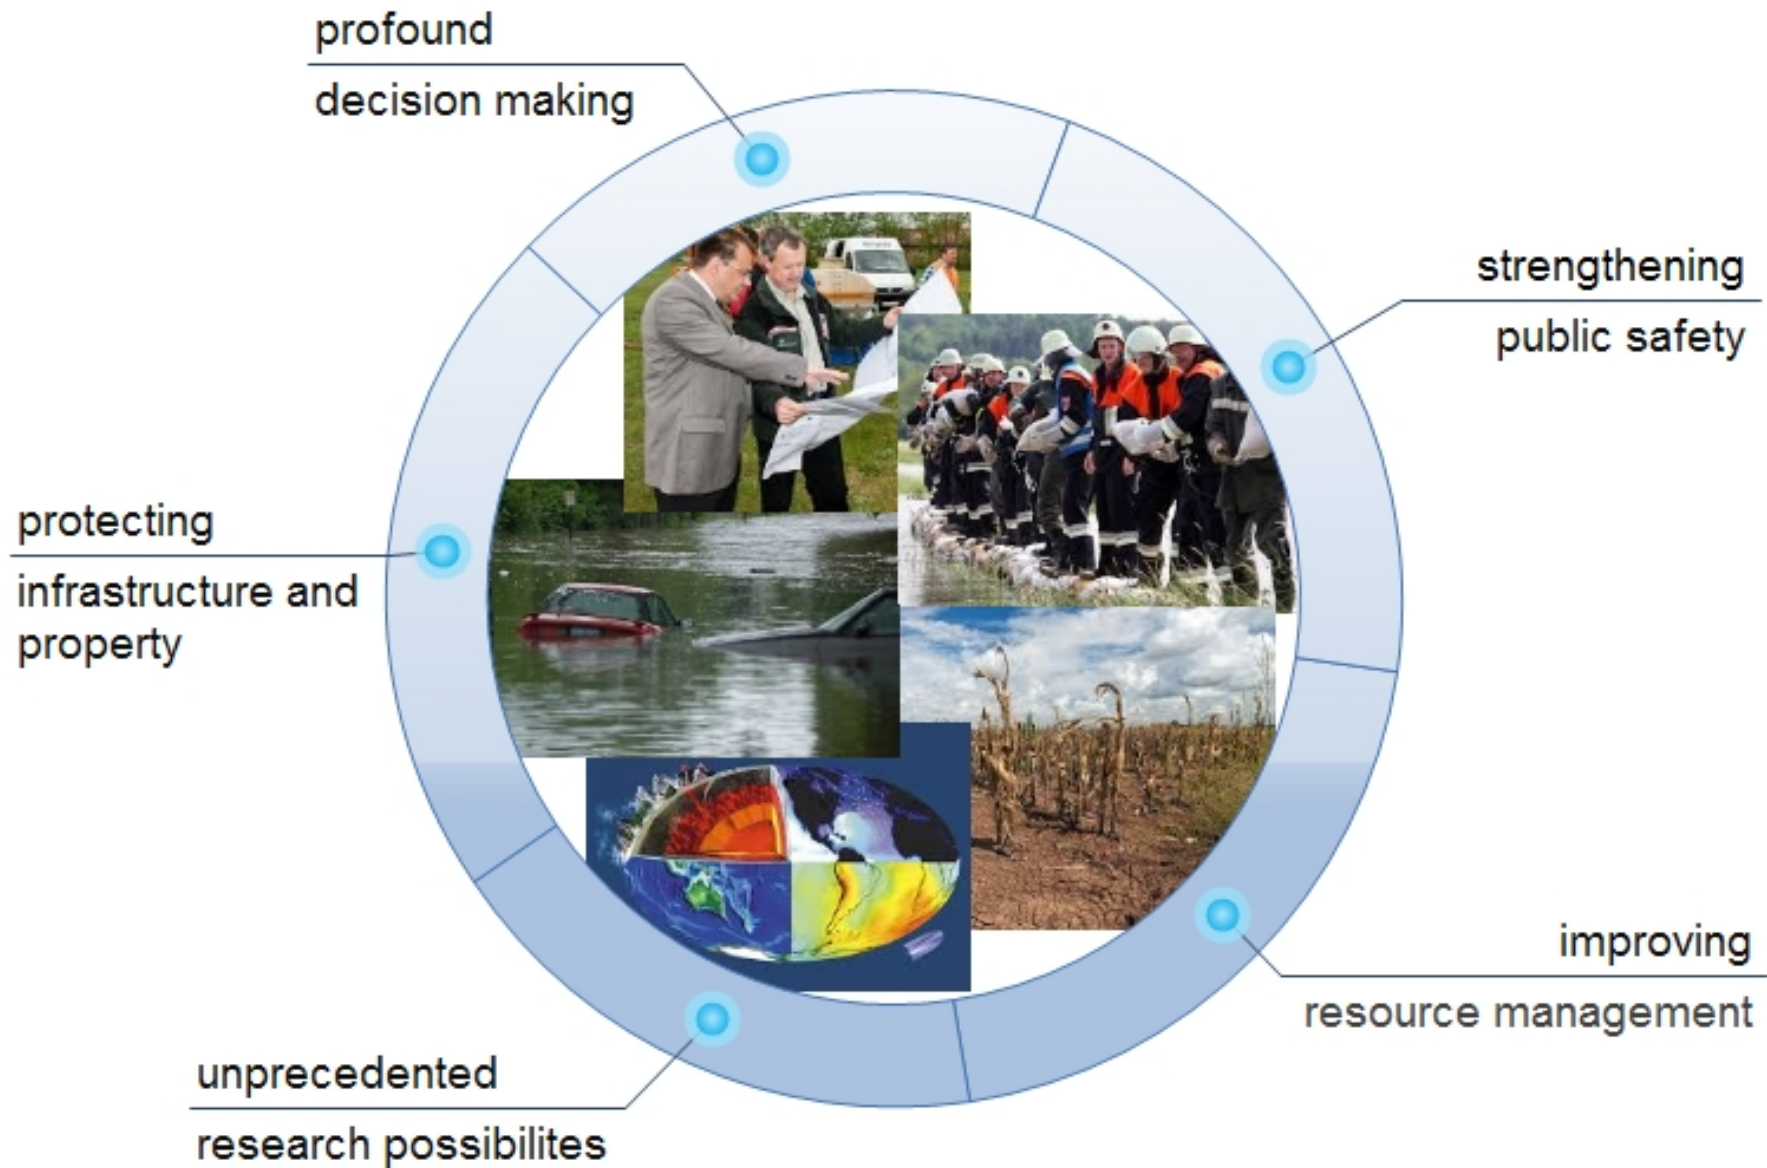 profound
decision making
strengthening
public safety
protecting
infrastructure and
property
improving
resource management
unprecedented
research possibilites